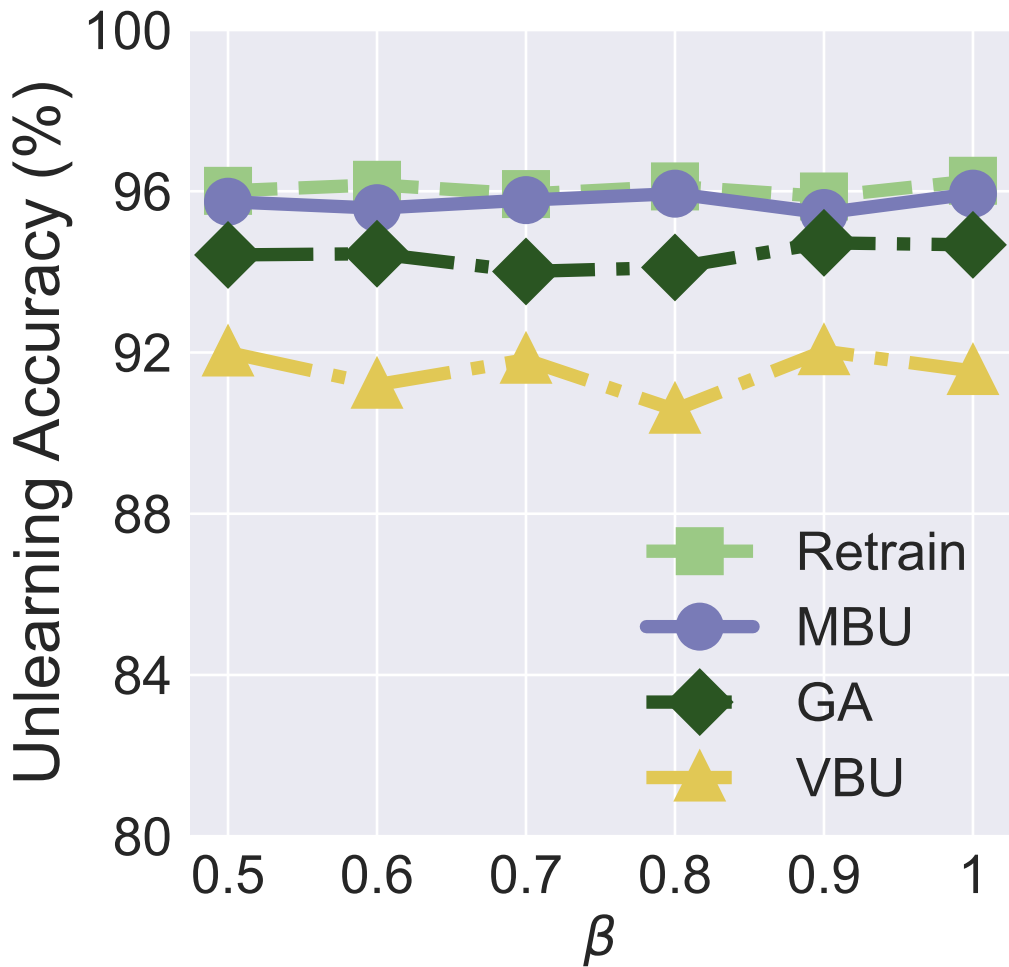 Unlearning Accuracy (%)
100
96
92
88
84
80
0.5 0.6 0.7 0.8 0.9 1
β
Retrain
MBU
GA
VBU